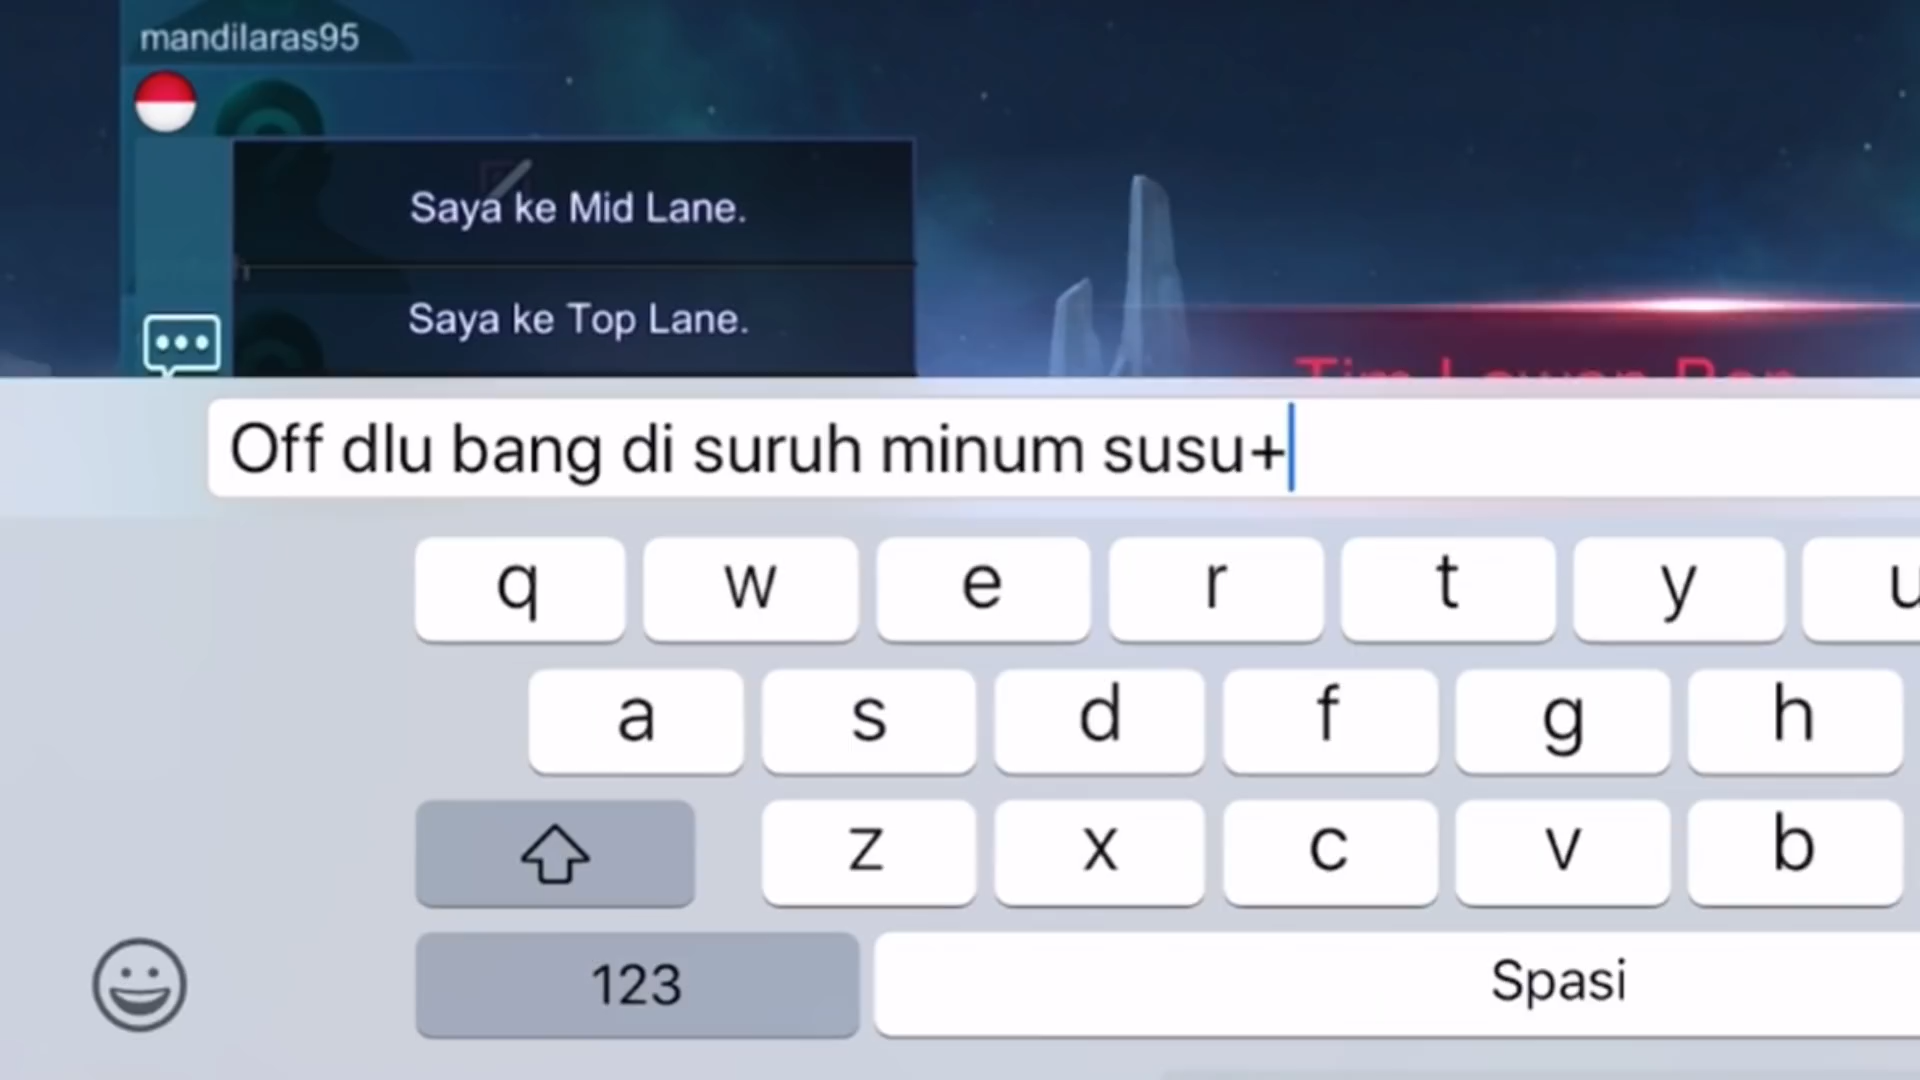 mandilaras95
Saya ke Mid Lane.
Saya ke Top Lane.
Off dlu bang di suruh minum susu+
q w e r t y u
a s d f g h
z x c v b
123 Spasi